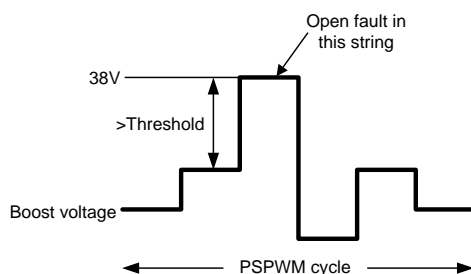 Open fault in
this string
38V
>Threshold
Boost voltage
PSPWM cycle